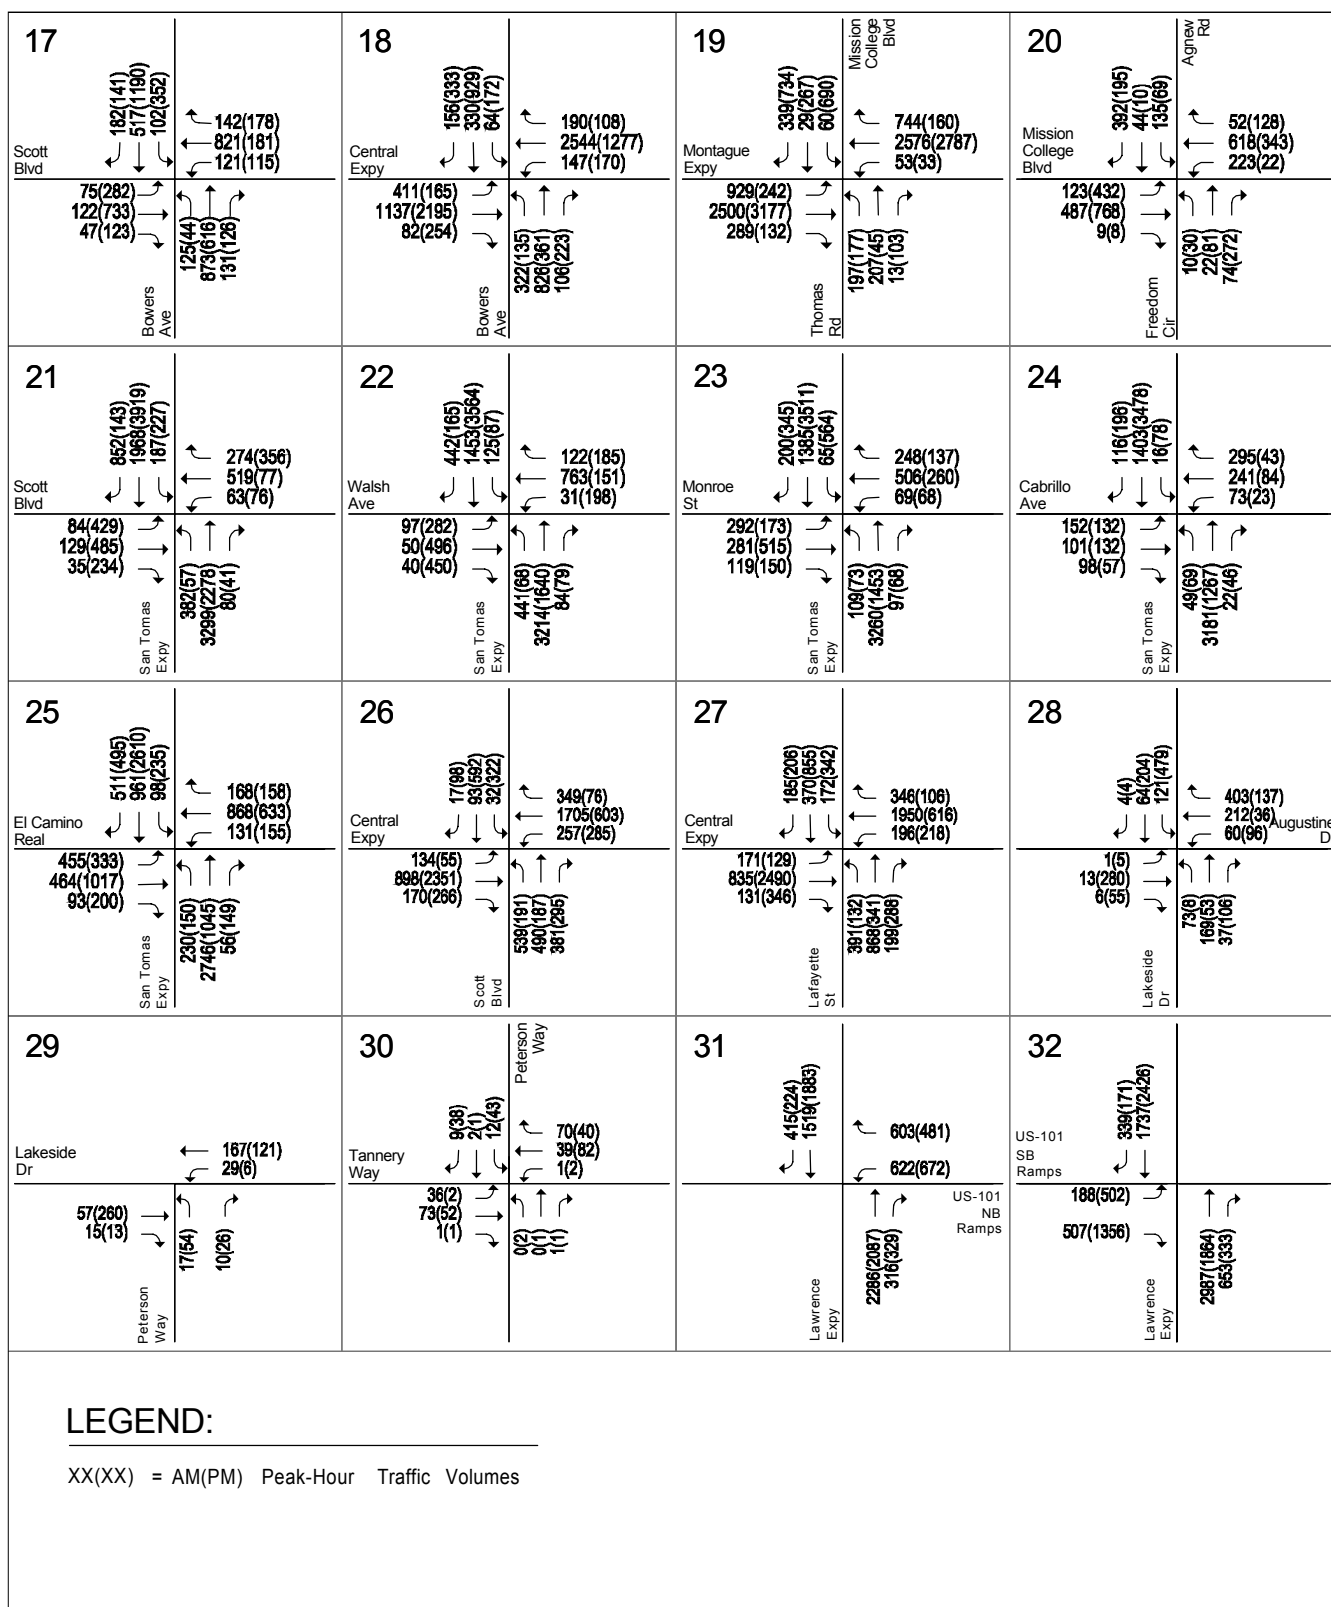 17
182(141)
517(1190)
102(352)
142(178)
821(181)
121(115)
Scott
Blvd
75(282)
122(733)
47(123)
125(44)
873(616)
131(126)
Bowers
Ave
18
156(333)
330(929)
64(172)
190(108)
2544(1277)
147(170)
Central
Expy
411(165)
1137(2195)
82(254)
322(135)
826(361)
106(223)
Bowers
Ave
19
Mission
College
Blvd
339(734)
29(267)
60(690)
744(160)
2576(2787)
53(33)
Montague
Expy
929(242)
2500(3177)
289(132)
197(177)
207(45)
13(103)
Thomas
Rd
20
Agnew
Rd
392(195)
44(10)
135(69)
52(128)
618(343)
223(22)
Mission
College
Blvd
123(432)
487(768)
9(8)
10(30)
22(81)
74(272)
Freedom
Cir
21
852(143)
1968(3919)
187(227)
274(356)
519(77)
63(76)
Scott
Blvd
84(429)
129(485)
35(234)
382(57)
3299(2278)
80(41)
San Tomas
Expy
22
442(165)
1453(3564)
125(87)
122(185)
763(151)
31(198)
Walsh
Ave
97(282)
50(496)
40(450)
441(68)
3214(1640)
84(79)
San Tomas
Expy
23
200(345)
1385(3511)
65(564)
248(137)
506(260)
69(68)
Monroe
St
292(173)
281(515)
119(150)
109(73)
3260(1453)
97(68)
San Tomas
Expy
24
116(196)
1403(3478)
16(78)
295(43)
241(84)
73(23)
Cabrillo
Ave
152(132)
101(132)
98(57)
49(69)
3181(1267)
22(46)
San Tomas
Expy
25
511(495)
961(2610)
98(235)
168(158)
868(633)
131(155)
El Camino
Real
455(333)
464(1017)
93(200)
230(150)
2746(1045)
56(149)
San Tomas
Expy
26
17(98)
93(592)
32(322)
349(76)
1705(603)
257(285)
Central
Expy
134(55)
898(2351)
170(266)
539(191)
490(187)
381(295)
Scott
Blvd
27
185(206)
370(855)
172(342)
346(106)
1950(616)
196(218)
Central
Expy
171(129)
835(2490)
131(346)
391(132)
868(341)
199(288)
Lafayette
St
28
4(4)
64(204)
121(479)
403(137)
212(36)
60(96)
Augustine
D
1(5)
13(280)
6(55)
73(8)
169(53)
37(106)
Lakeside
Dr
29
167(121)
29(6)
Lakeside
Dr
57(260)
15(13)
17(54)
10(26)
Peterson
Way
30
Peterson
Way
9(38)
2(1)
12(43)
70(40)
39(82)
1(2)
Tannery
Way
36(2)
73(52)
1(1)
0(2)
0(1)
1(1)
31
415(224)
1519(1883)
603(481)
622(672)
US-101
NB
Ramps
2286(2087)
316(329)
Lawrence
Expy
32
339(171)
1737(2426)
US-101
SB
Ramps
188(502)
507(1356)
2987(1864)
653(333)
Lawrence
Expy
LEGEND:
XX(XX) = AM(PM) Peak-Hour Traffic Volumes